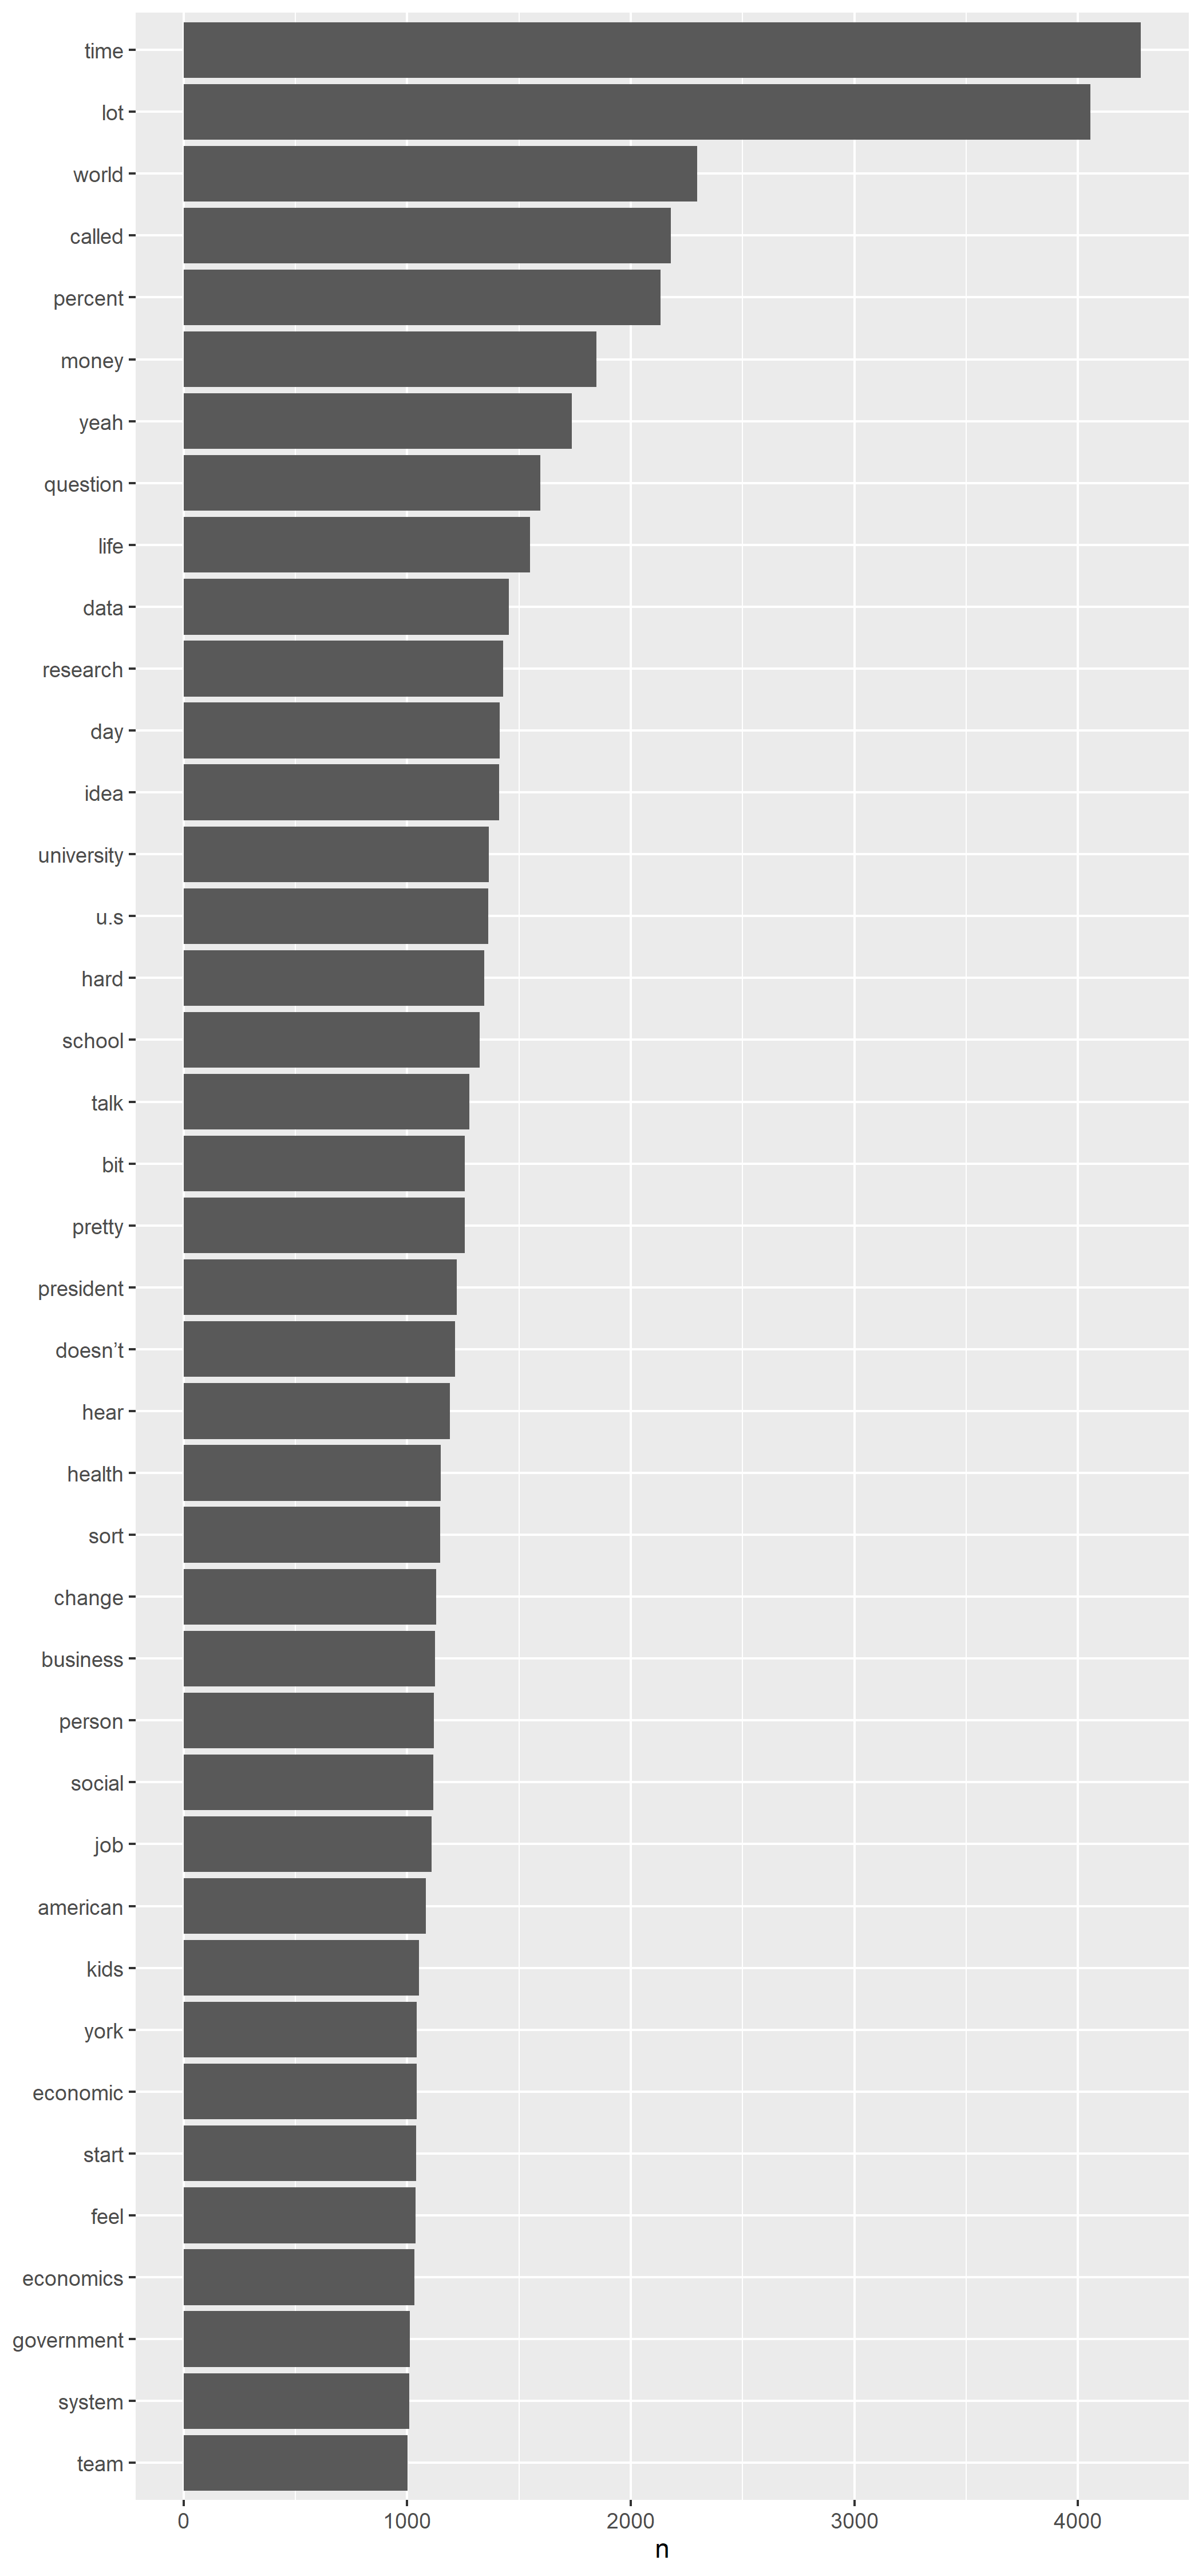 time
lot
world
called
percent
money
yeah
question
life
data
research
day
idea
university
u.s
hard
school
talk
bit
pretty
president
doesn’t
hear
health
sort
change
business
person
social
job
american
kids
york
economic
start
feel
economics
government
system
team
0 1000 2000 3000 4000
n